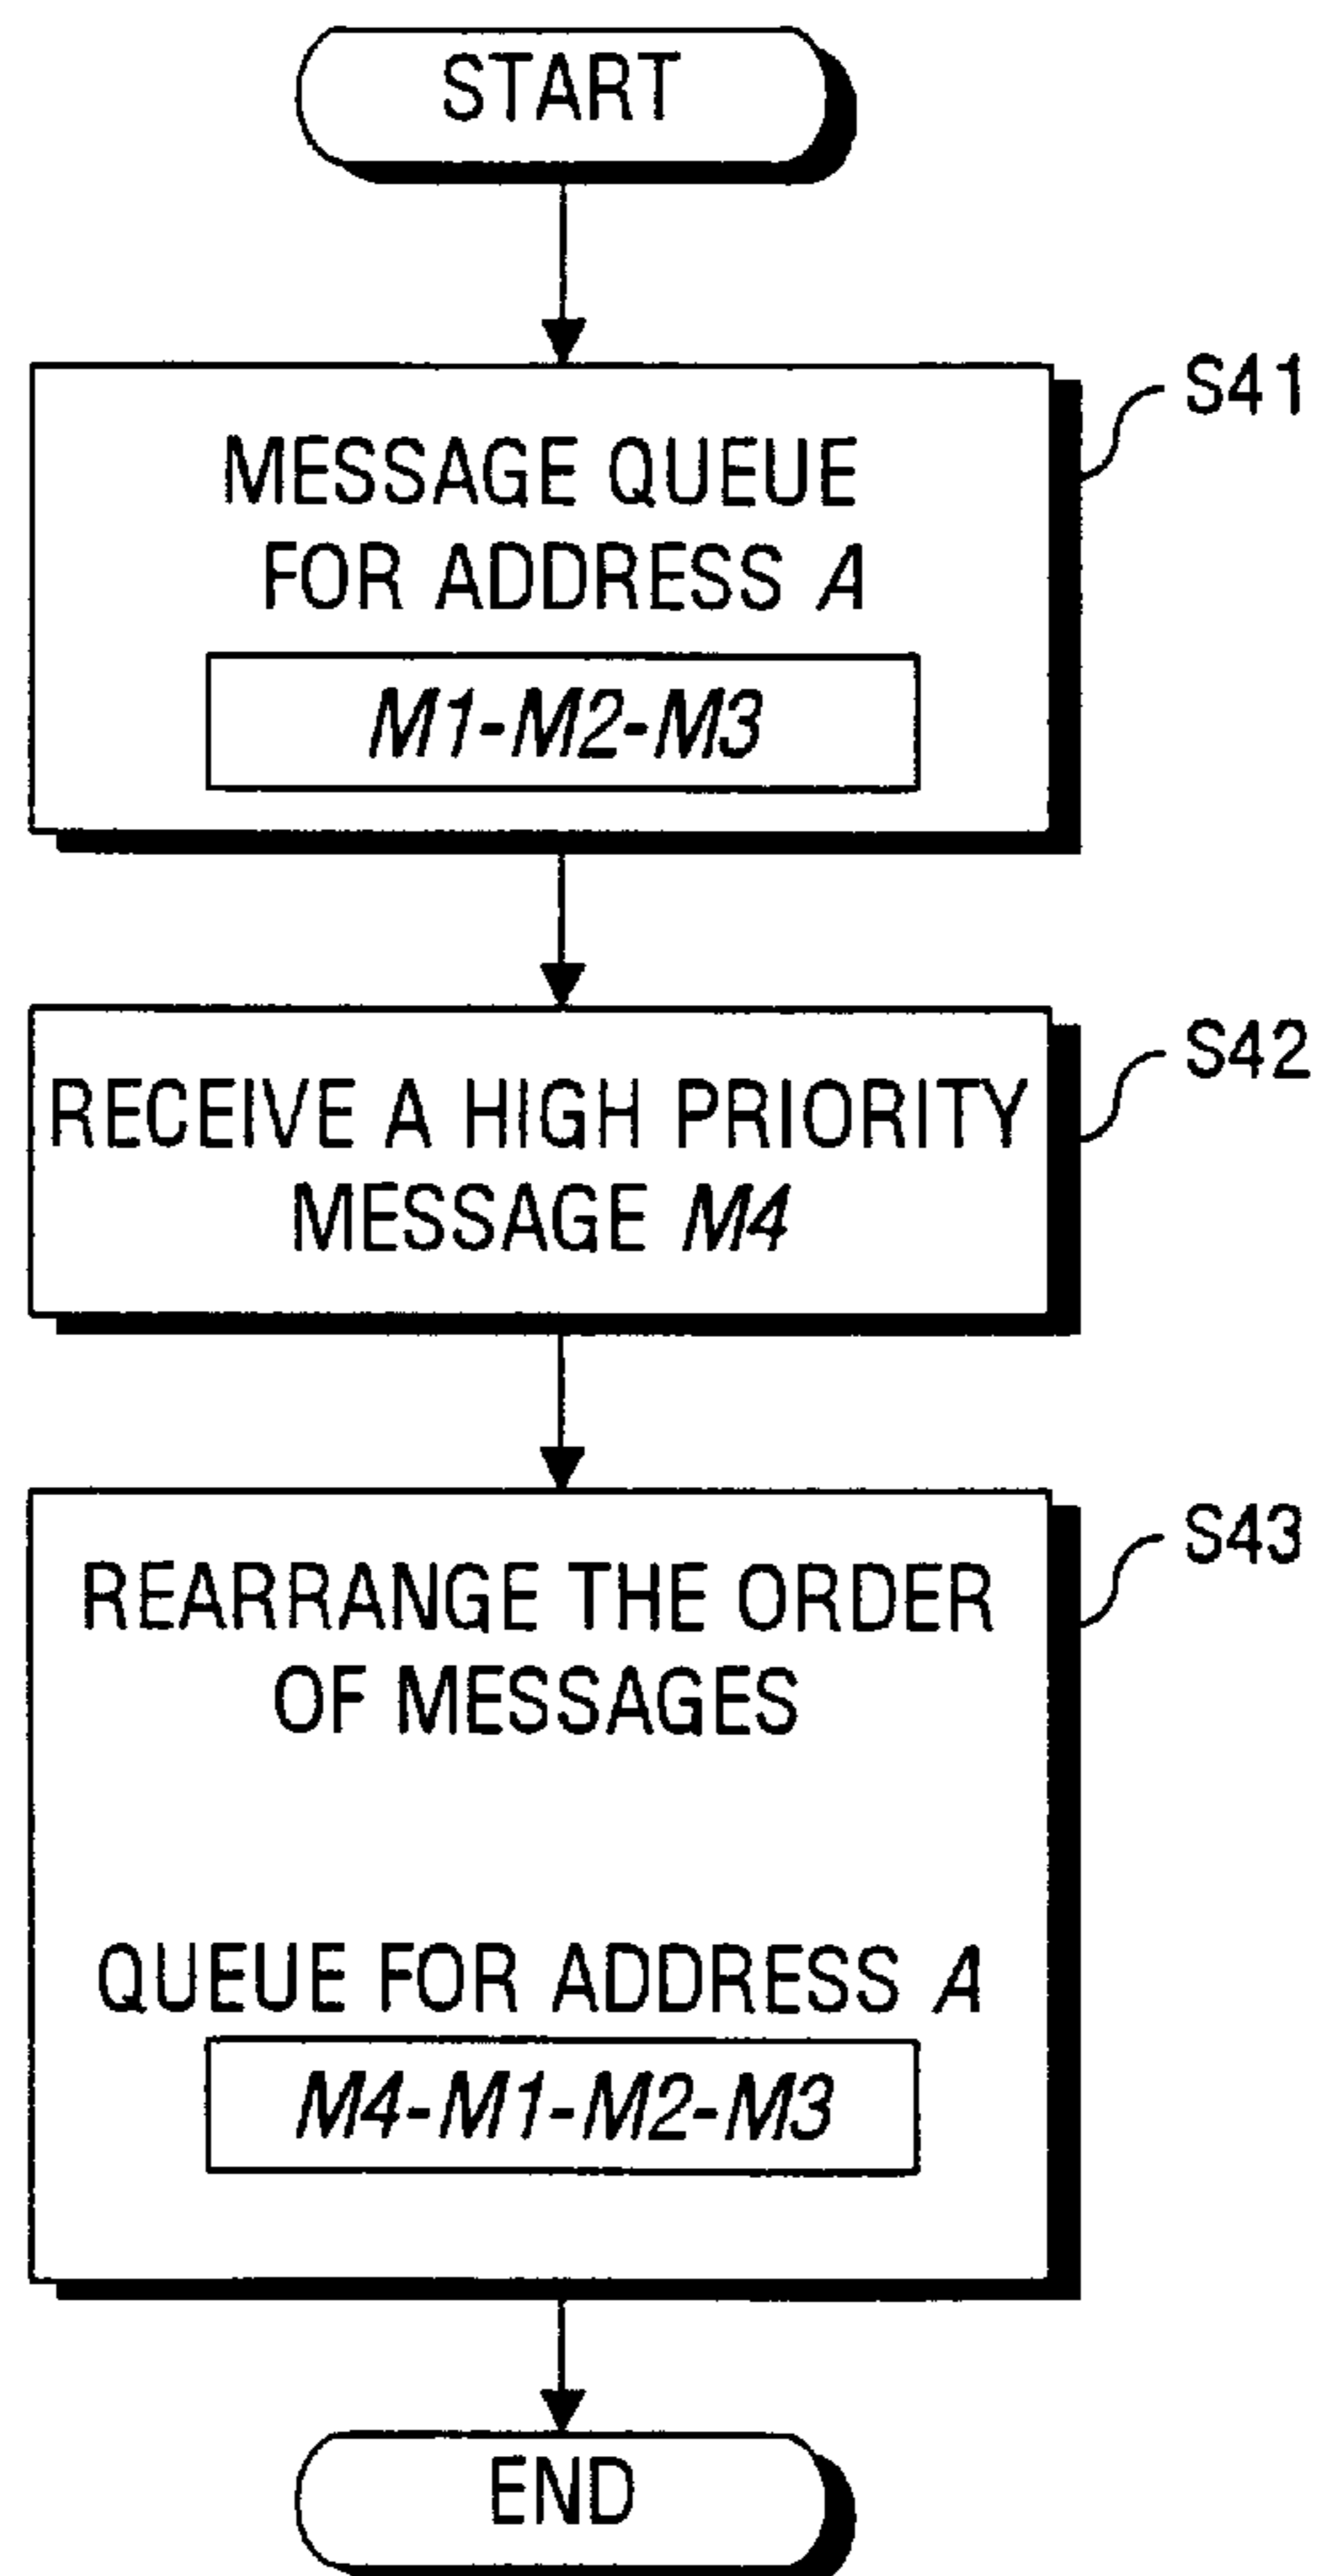 START
S41
MESSAGE QUEUE
FOR ADDRESS A
M1-M2-M3
S42
RECEIVE A HIGH PRIORITY
MESSAGE M4
S43
REARRANGE THE ORDER
OF MESSAGES
QUEUE FOR ADDRESS A
M4-M1-M2-M3
END